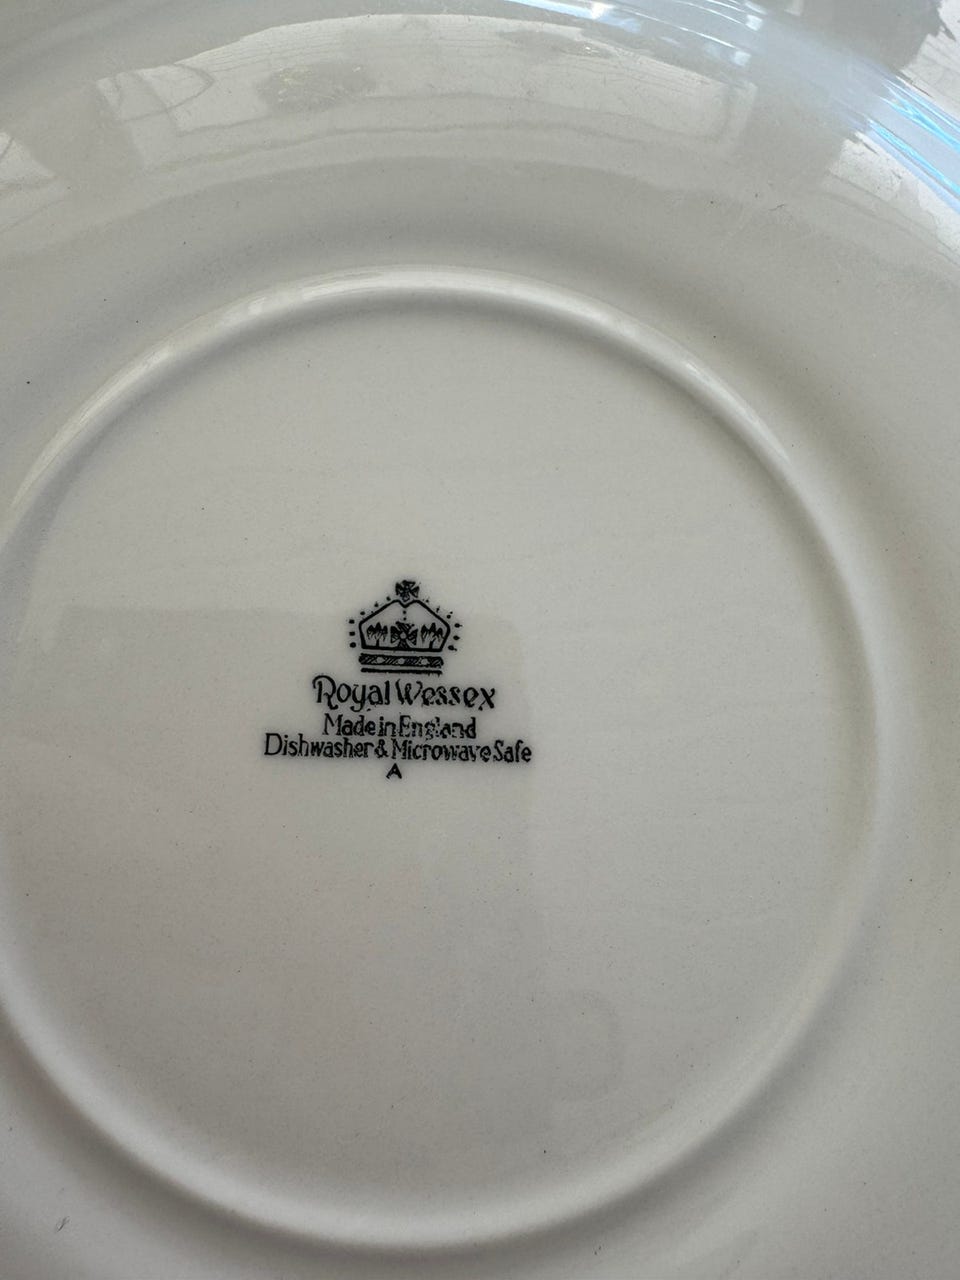 Royal Wessex
Made in England
Dishwasher & Microwave Safe
A